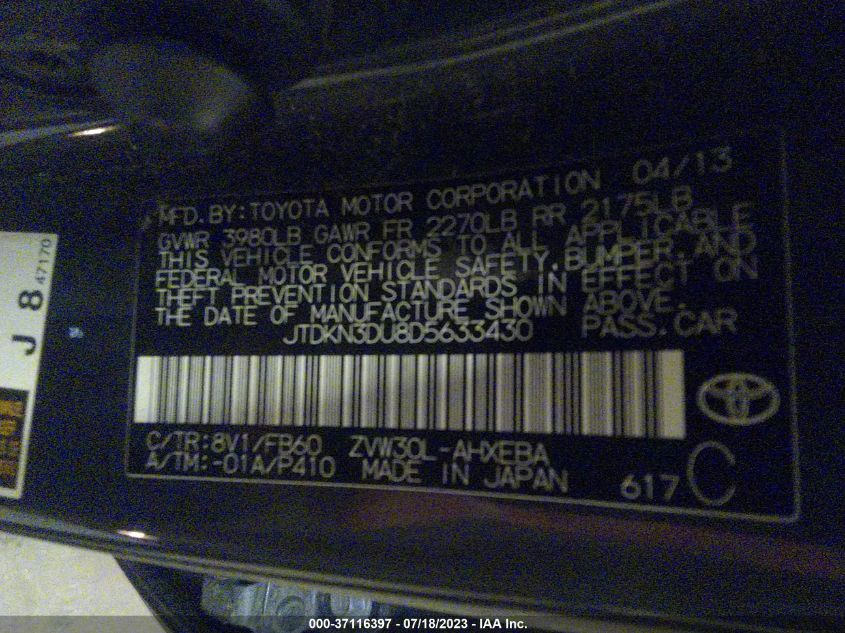 MFD.BY:TOYOTA MOTOR CORPORATION 04/13
GVWR 3980LB GAWR FR 2270LB RR 2175LB
THIS VEHICLE CONFORMS TO ALL APPLICABLE
FEDERAL MOTOR VEHICLE SAFETY,BUMPER,AND
THEFT PREVENTION STANDARDS IN EFFECT ON
THE DATE OF MANUFACTURE SHOWN ABOVE.
JTDKN3DU8D5633430 PASS.CAR
C/TR:8V1/FB60 ZVW30L-AHXEBA
A/TM:-01A/P410 MADE IN JAPAN 617 C
J 8 47170
000-37116397 - 07/18/2023 - IAA Inc.